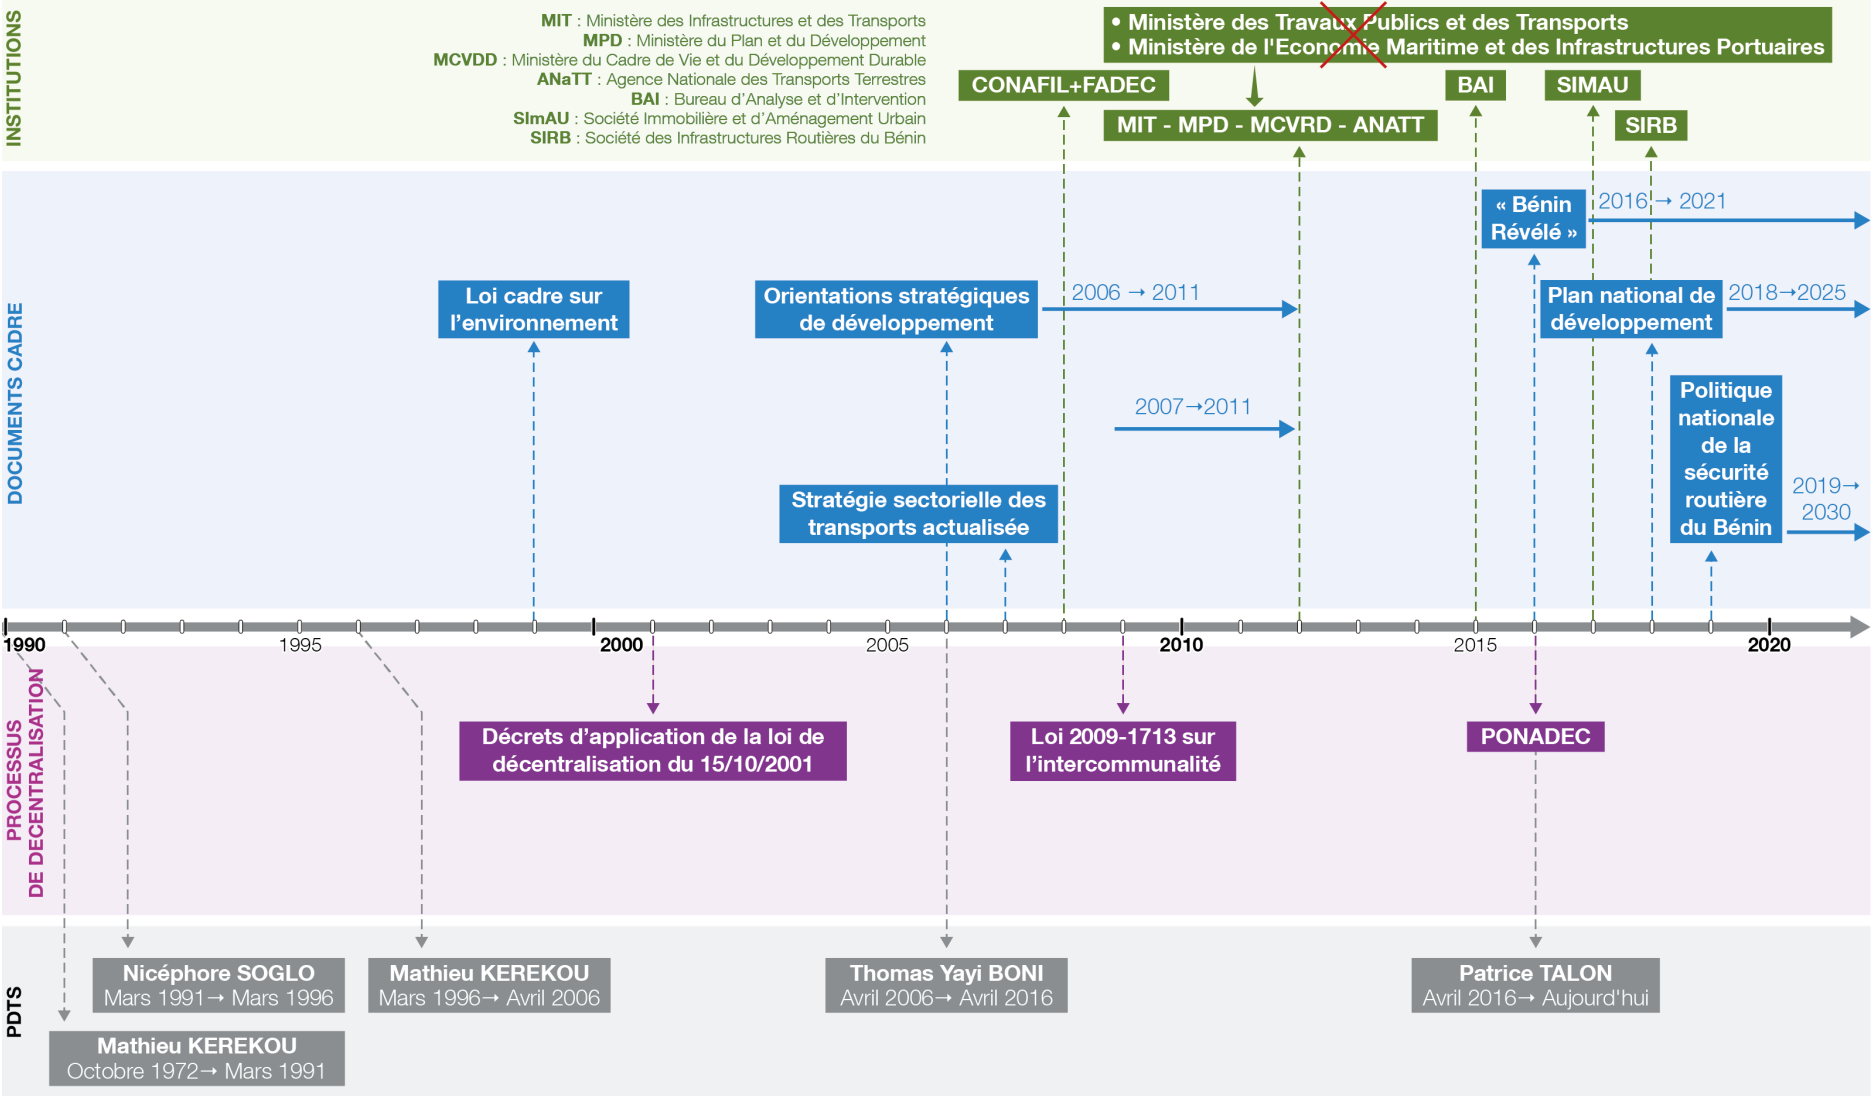 INSTITUTIONS
MIT : Ministère des Infrastructures et des Transports
MPD : Ministère du Plan et du Développement
MCVDD : Ministère du Cadre de Vie et du Développement Durable
ANaTT : Agence Nationale des Transports Terrestres
BAI : Bureau d'Analyse et d'Intervention
SImAU : Société Immobilière et d'Aménagement Urbain
SIRB : Société des Infrastructures Routières du Bénin
• Ministère des Travaux Publics et des Transports
• Ministère de l'Economie Maritime et des Infrastructures Portuaires
CONAFIL+FADEC
MIT - MPD - MCVRD - ANATT
BAI
SIMAU
SIRB
DOCUMENTS CADRE
« Bénin
Révélé »
2016 → 2021
Loi cadre sur
l'environnement
Orientations stratégiques
de développement
2006 → 2011
Plan national de
développement
2018→2025
2007→2011
Stratégie sectorielle des
transports actualisée
Politique
nationale
de la
sécurité
routière
du Bénin
2019→
2030
1990
1995
2000
2005
2010
2015
2020
PROCESSUS
DE DECENTRALISATION
Décrets d'application de la loi de
décentralisation du 15/10/2001
Loi 2009-1713 sur
l'intercommunalité
PONADEC
PDTS
Nicéphore SOGLO
Mars 1991→ Mars 1996
Mathieu KEREKOU
Mars 1996→ Avril 2006
Thomas Yayi BONI
Avril 2006→ Avril 2016
Patrice TALON
Avril 2016→ Aujourd'hui
Mathieu KEREKOU
Octobre 1972→ Mars 1991